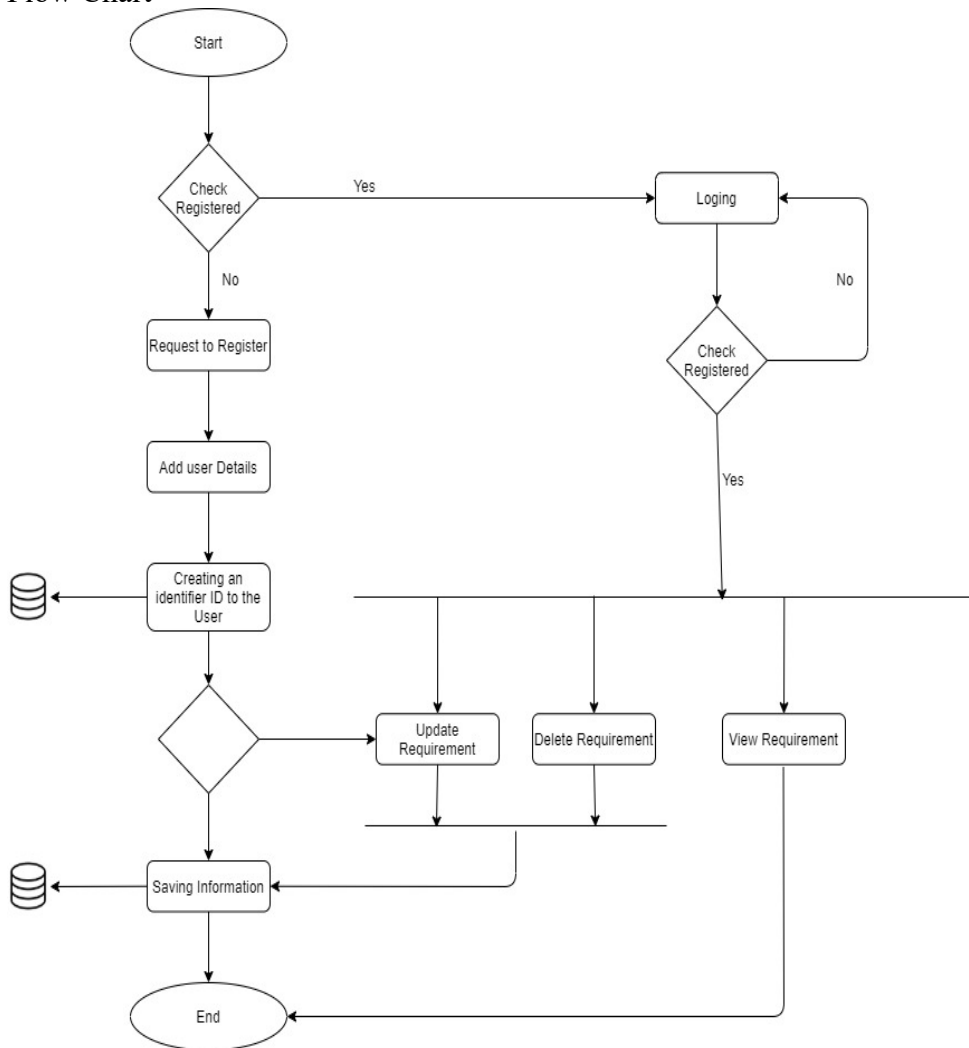 Flow Chart
Start
Check
Registered
Yes
Loging
No
No
Request to Register
Check
Registered
Add user Details
Yes
Creating an
identifier ID to the
User
Update
Requirement
Delete Requirement
View Requirement
Saving Information
End